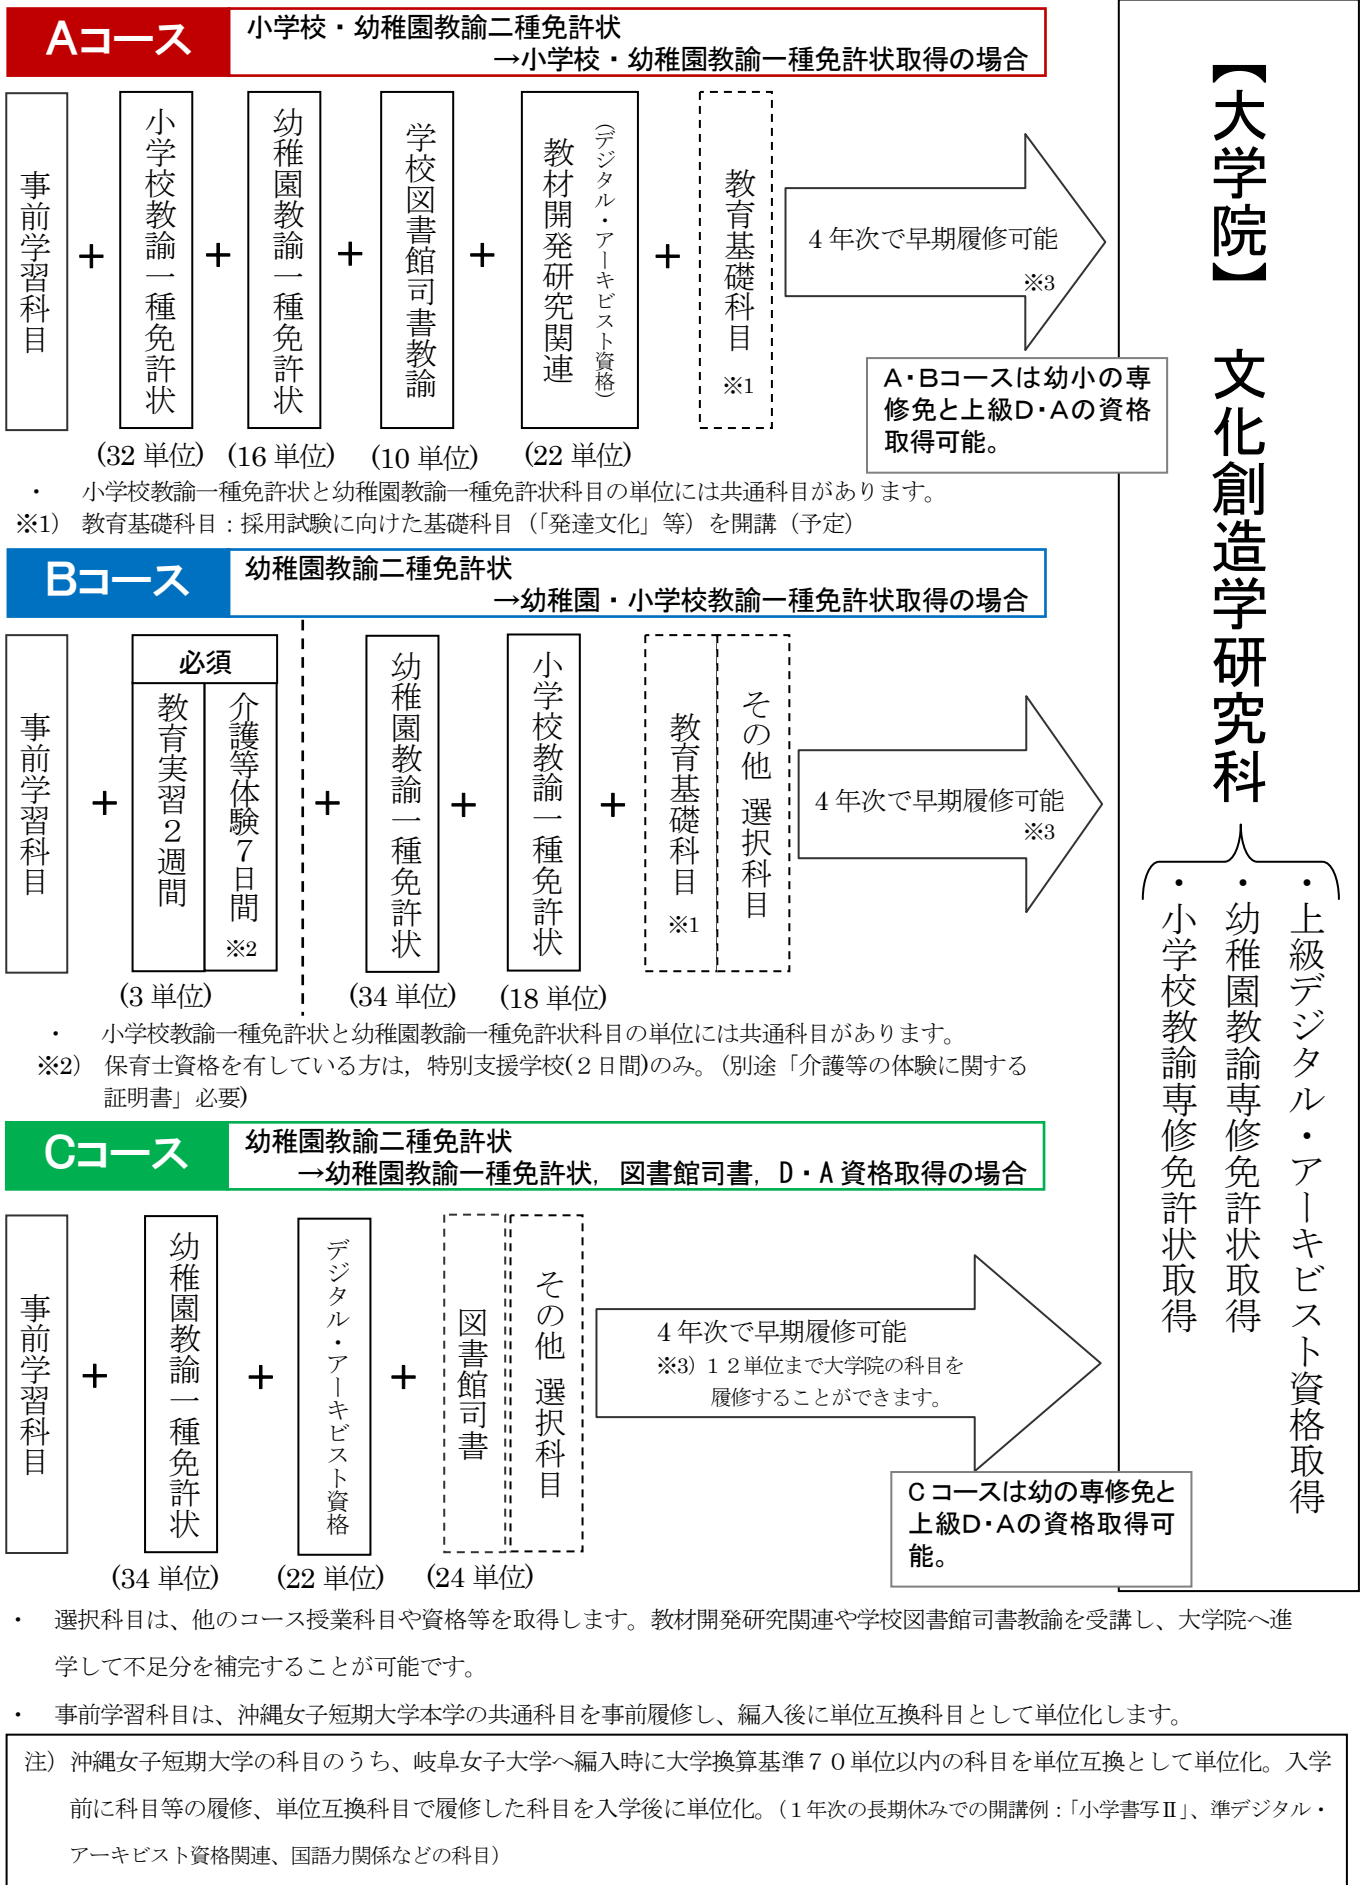 Aコース
小学校・幼稚園教諭二種免許状
→小学校・幼稚園教諭一種免許状取得の場合
事前学習科目
+
小学校教諭一種免許状
+
幼稚園教諭一種免許状
+
学校図書館司書教諭
+
教材開発研究関連
(デジタル・アーキビスト資格)
+
教育基礎科目 ※1
4年次で早期履修可能
※3
(32 単位)
(16 単位)
(10 単位)
(22 単位)
A・Bコースは幼小の専
修免と上級D・Aの資格
取得可能。
・ 小学校教諭一種免許状と幼稚園教諭一種免許状科目の単位には共通科目があります。
※1) 教育基礎科目:採用試験に向けた基礎科目(「発達文化」等)を開講(予定)
Bコース
幼稚園教諭二種免許状
→幼稚園・小学校教諭一種免許状取得の場合
事前学習科目
+
必須
教育実習2週間
介護等体験7日間 ※2
+
幼稚園教諭一種免許状
+
小学校教諭一種免許状
+
教育基礎科目 ※1
その他 選択科目
4年次で早期履修可能
※3
(3 単位)
(34 単位)
(18 単位)
・ 小学校教諭一種免許状と幼稚園教諭一種免許状科目の単位には共通科目があります。
※2) 保育士資格を有している方は,特別支援学校(2日間)のみ。(別途「介護等の体験に関する
証明書」必要)
Cコース
幼稚園教諭二種免許状
→幼稚園教諭一種免許状,図書館司書,D・A 資格取得の場合
事前学習科目
+
幼稚園教諭一種免許状
+
デジタル・アーキビスト資格
+
図書館司書
その他 選択科目
4年次で早期履修可能
※3) 12単位まで大学院の科目を
履修することができます。
(34 単位)
(22 単位)
(24 単位)
C コースは幼の専修免と
上級D・Aの資格取得可
能。
【大学院】 文化創造学研究科
・上級デジタル・アーキビスト資格取得
・幼稚園教諭専修免許状取得
・小学校教諭専修免許状取得
・ 選択科目は、他のコース授業科目や資格等を取得します。教材開発研究関連や学校図書館司書教諭を受講し、大学院へ進
学して不足分を補完することが可能です。
・ 事前学習科目は、沖縄女子短期大学本学の共通科目を事前履修し、編入後に単位互換科目として単位化します。
注)沖縄女子短期大学の科目のうち、岐阜女子大学へ編入時に大学換算基準70単位以内の科目を単位互換として単位化。入学
前に科目等の履修、単位互換科目で履修した科目を入学後に単位化。(1年次の長期休みでの開講例:「小学書写Ⅱ」、準デジタル・
アーキビスト資格関連、国語力関係などの科目)